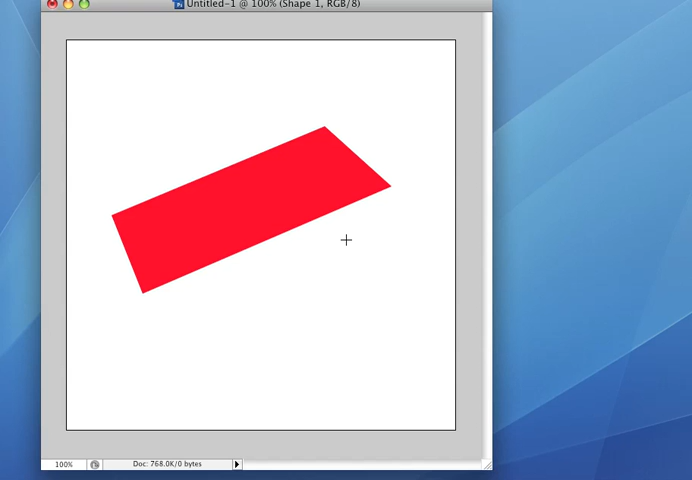 Untitled-1 @ 100% (Shape 1, RGB/8)
100%
Doc: 768.0K/0 bytes